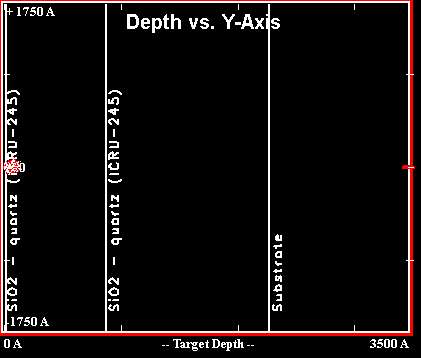 +1750 A
Depth vs. Y-Axis
SiO2 - quartz (ICRU-245)
SiO2 - quartz (ICRU-245)
Substrate
-1750 A
0 A
-- Target Depth --
3500 A